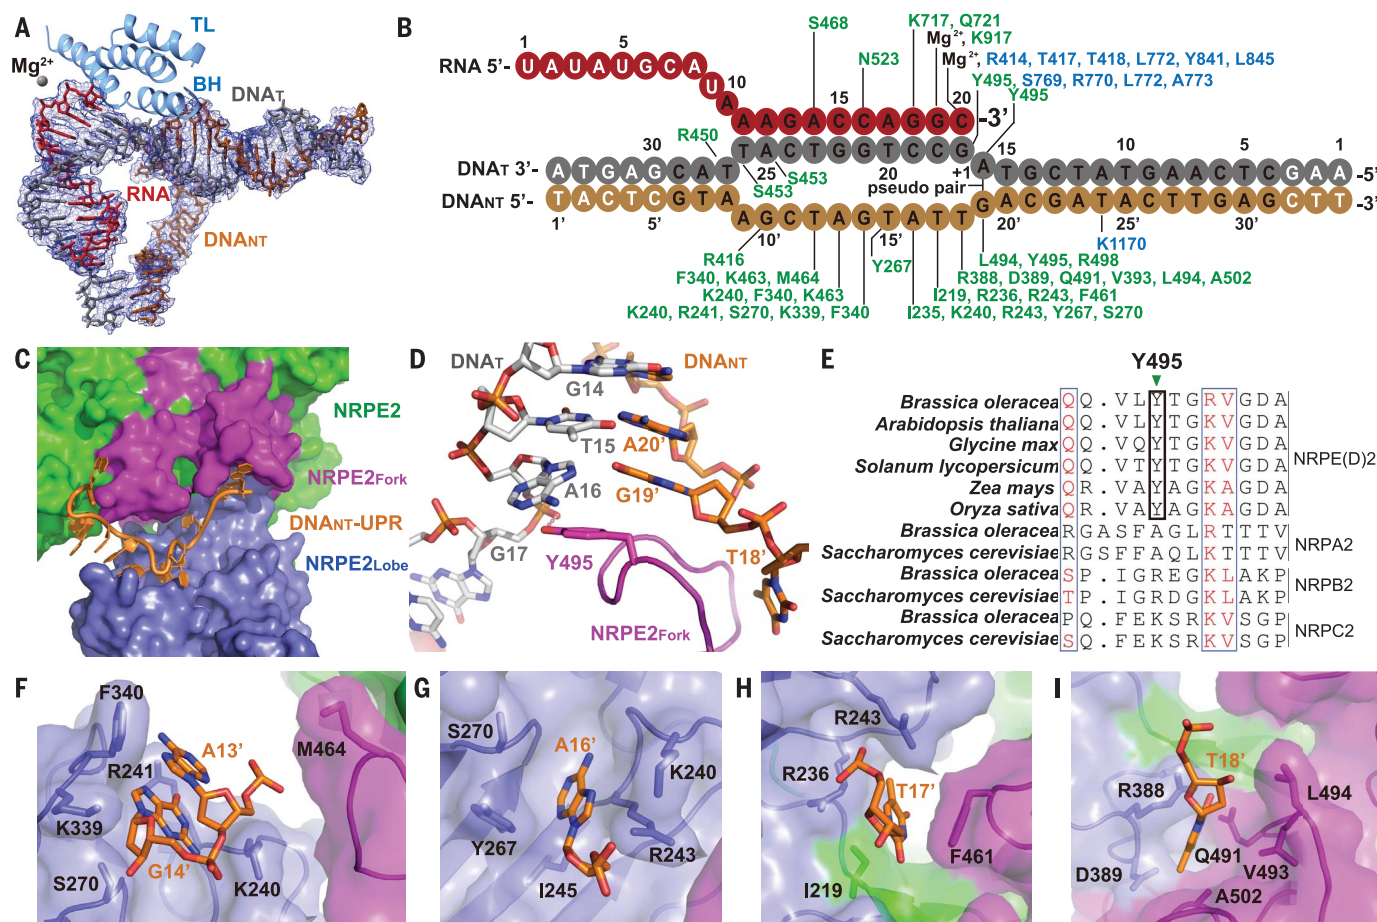 A
TL
Mg2+
BH
DNAT
RNA
DNANT
B
S468
K717, Q721
Mg2+, K917
N523
Mg2+, R414, T417, T418, L772, Y841, L845
Y495, S769, R770, L772, A773
Y495
1 5 10 15 20
RNA 5'- U A U A U G C A U A A A G A C C A G G C -3'
R450
30 25 20 +1 15 10 5 1
DNAT 3'- A T G A G C A T T A C T G G T C C G A T G C T A T G A A C T C G A A -5'
S453
S453
pseudo pair
DNANT 5'- T A C T C G T A A G C T A G T A T T G A C G A T A C T T G A G C T T -3'
1' 5' 10' 15' 20' 25' 30'
K1170
R416
Y267
L494, Y495, R498
F340, K463, M464
R388, D389, Q491, V393, L494, A502
K240, F340, K463
I219, R236, R243, F461
K240, R241, S270, K339, F340
I235, K240, R243, Y267, S270
C
NRPE2
NRPE2Fork
DNANT-UPR
NRPE2Lobe
D
DNAT
DNANT
G14
T15
A20'
A16
G19'
G17
Y495
T18'
NRPE2Fork
E
Y495
Brassica oleracea Q Q . V L Y T G R V G D A
Arabidopsis thaliana Q Q . V L Y T G K V G D A
Glycine max Q Q . V Q Y T G K V G D A
Solanum lycopersicum Q Q . V T Y T G K V G D A
Zea mays Q R . V A Y A G K A G D A
Oryza sativa Q R . V A Y A G K A G D A
NRPE(D)2
Brassica oleracea R G A S F A G L R T T T V
Saccharomyces cerevisiae R G S F F A Q L K T T T V
NRPA2
Brassica oleracea S P . I G R E G K L A K P
Saccharomyces cerevisiae T P . I G R D G K L A K P
NRPB2
Brassica oleracea P Q . F E K S R K V S G P
Saccharomyces cerevisiae S Q . F E K S R K V S G P
NRPC2
F
F340
A13'
M464
R241
K339
G14'
S270
K240
G
S270
A16'
K240
Y267
R243
I245
H
R243
R236
T17'
F461
I219
I
T18'
R388
L494
Q491
V493
D389
A502